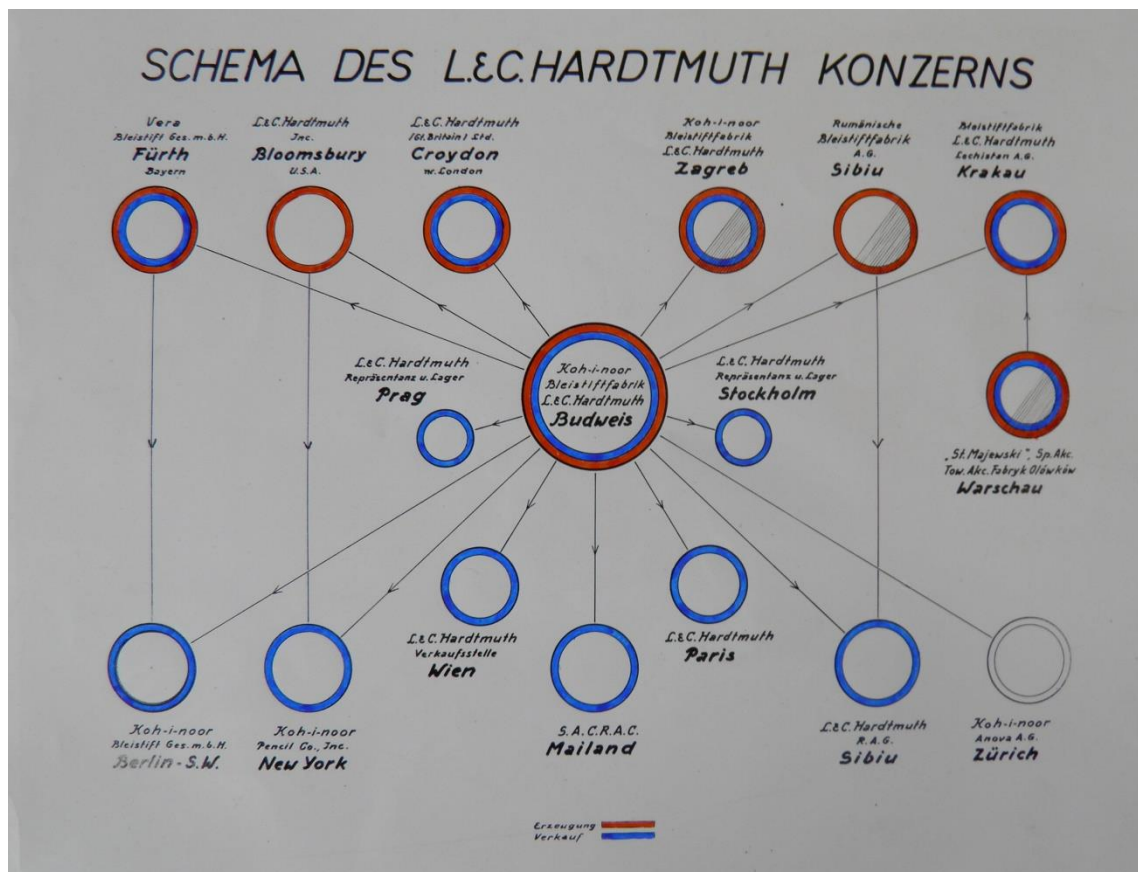 SCHEMA DES L.&C. HARDTMUTH KONZERNS
Vera
Bleistift Ges.m.b.H.
Fürth
Bayern
L.&C. Hardtmuth
Inc.
Bloomsbury
U.S.A.
L.&C. Hardtmuth
(Gt. Britain) Ltd.
Croydon
n/London
Koh-i-noor
Bleistiftfabrik
L.&C. Hardtmuth
Zagreb
Rumänische
Bleistiftfabrik
A.G.
Sibiu
Bleistiftfabrik
L.&C. Hardtmuth
Lechistan A.G.
Krakau
L.&C. Hardtmuth
Repräsentanz u. Lager
Prag
Koh-i-noor
Bleistiftfabrik
L.&C. Hardtmuth
Budweis
L.&C. Hardtmuth
Repräsentanz u. Lager
Stockholm
„St. Majewski", Sp. Akc.
Tow. Akc. Fabryk Ołówków
Warschau
L.&C. Hardtmuth
Verkaufsstelle
Wien
L.&C. Hardtmuth
Paris
Koh-i-noor
Bleistift Ges.m.b.H.
Berlin-S.W.
Koh-i-noor
Pencil Co., Inc.
New York
S.A.C.R.A.C.
Mailand
L.&C. Hardtmuth
R.A.G.
Sibiu
Koh-i-noor
Anova A.G.
Zürich
Erzeugung
Verkauf